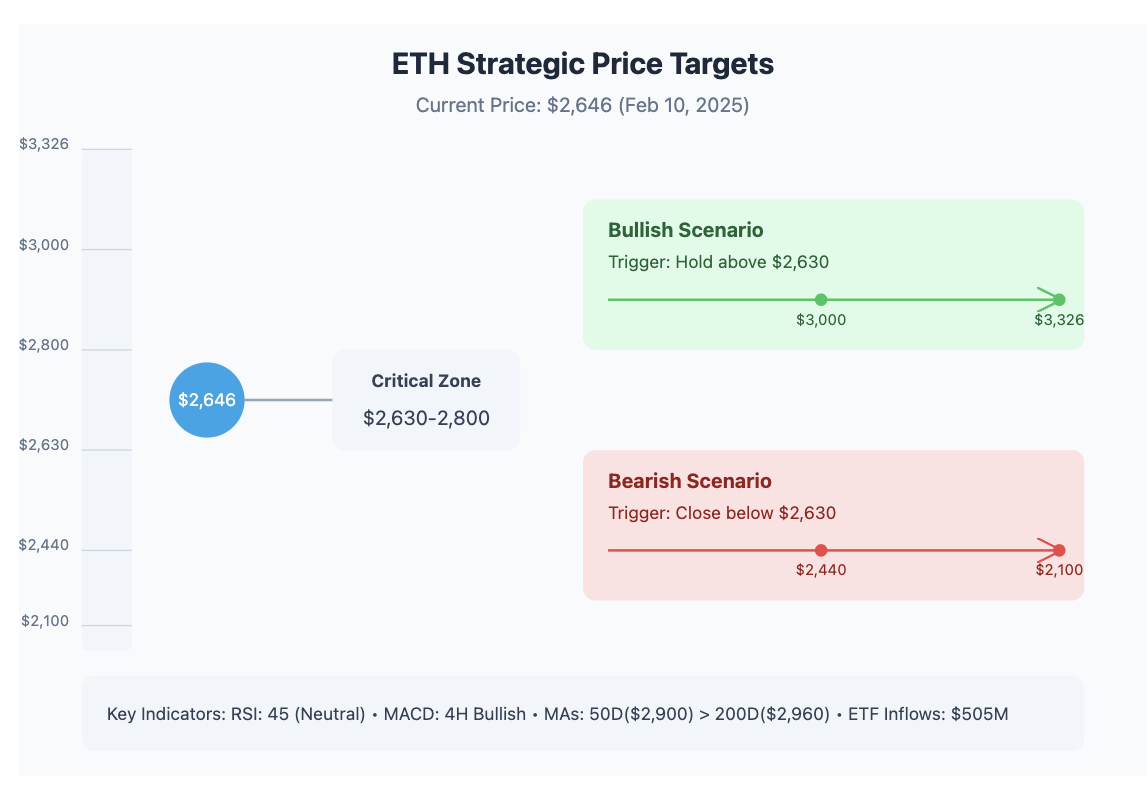 ETH Strategic Price Targets
Current Price: $2,646 (Feb 10, 2025)
$3,326
$3,000
$2,800
$2,630
$2,440
$2,100
$2,646
Critical Zone
$2,630-2,800
Bullish Scenario
Trigger: Hold above $2,630
$3,000
$3,326
Bearish Scenario
Trigger: Close below $2,630
$2,440
$2,100
Key Indicators: RSI: 45 (Neutral) • MACD: 4H Bullish • MAs: 50D($2,900) > 200D($2,960) • ETF Inflows: $505M